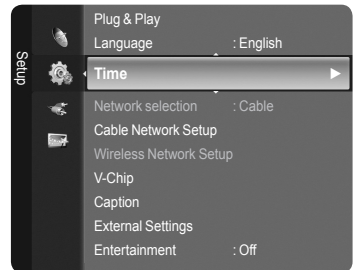 Setup
Plug & Play
Language : English
Time
Network selection : Cable
Cable Network Setup
Wireless Network Setup
V-Chip
Caption
External Settings
Entertainment : Off